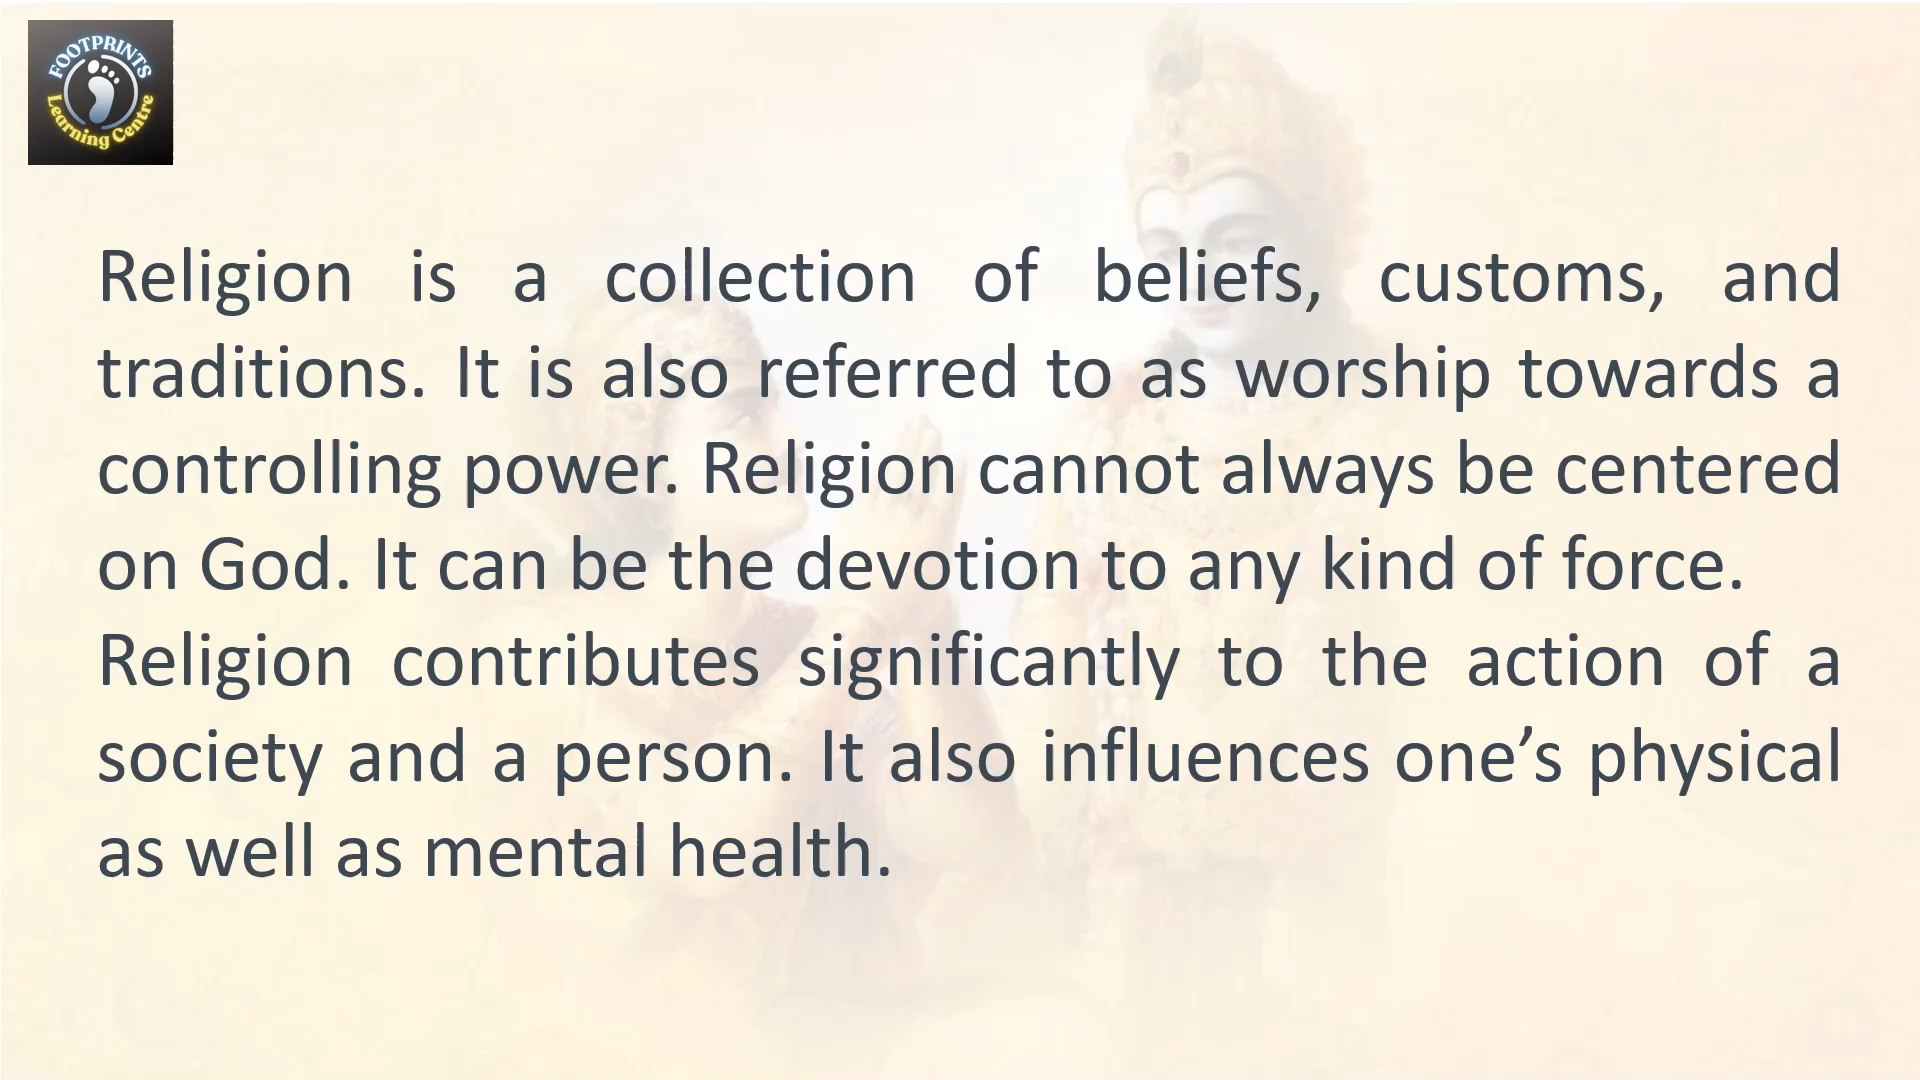 FOOTPRINTS
Learning Centre
Religion is a collection of beliefs, customs, and
traditions. It is also referred to as worship towards a
controlling power. Religion cannot always be centered
on God. It can be the devotion to any kind of force.
Religion contributes significantly to the action of a
society and a person. It also influences one’s physical
as well as mental health.